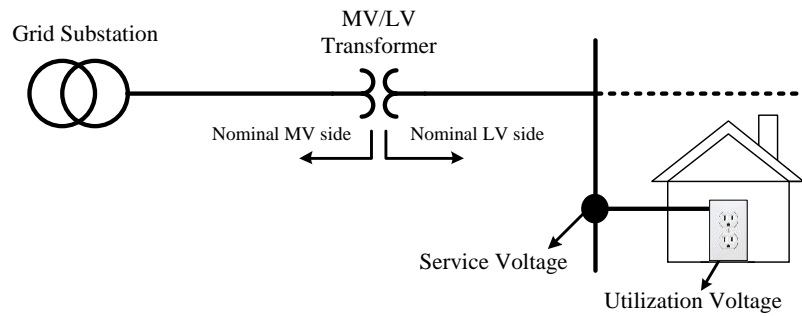 Grid Substation
MV/LV
Transformer
Nominal MV side
Nominal LV side
Service Voltage
Utilization Voltage